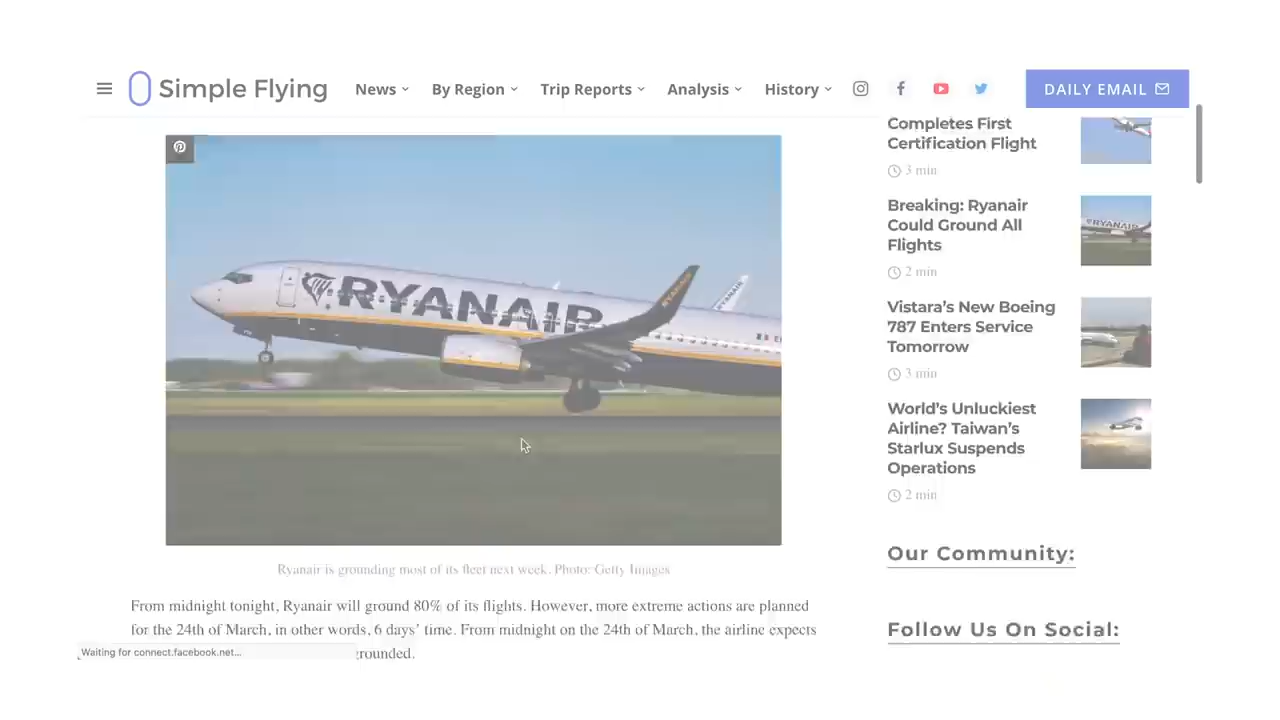 Simple Flying
News
By Region
Trip Reports
Analysis
History
DAILY EMAIL
RYANAIR
RYANAIR
RYANAIR
Ryanair is grounding most of its fleet next week. Photo: Getty Images
From midnight tonight, Ryanair will ground 80% of its flights. However, more extreme actions are planned
for the 24th of March, in other words, 6 days' time. From midnight on the 24th of March, the airline expects
grounded.
Waiting for connect.facebook.net...
Completes First
Certification Flight
3 min
Breaking: Ryanair
Could Ground All
Flights
2 min
RYANAIR
Vistara's New Boeing
787 Enters Service
Tomorrow
3 min
World's Unluckiest
Airline? Taiwan's
Starlux Suspends
Operations
2 min
Our Community:
Follow Us On Social: